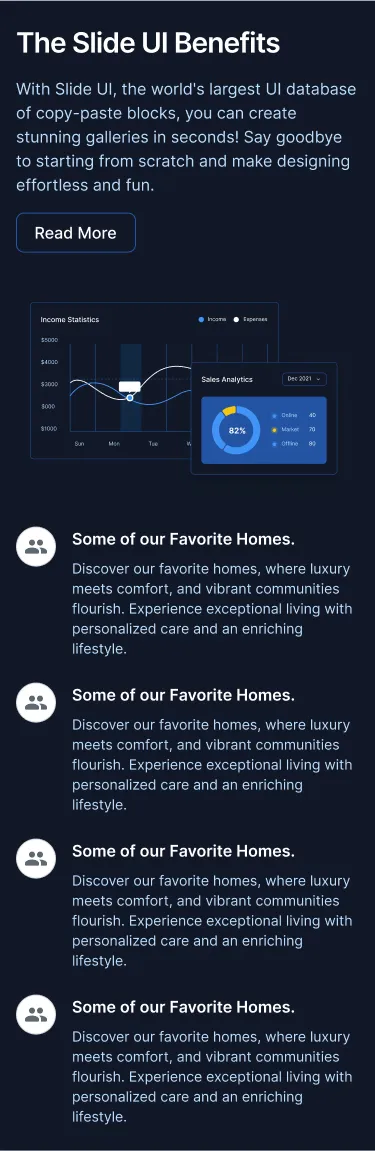 The Slide UI Benefits
With Slide UI, the world's largest UI database
of copy-paste blocks, you can create
stunning galleries in seconds! Say goodbye
to starting from scratch and make designing
effortless and fun.
Read More
Income Statistics
Income
Expenses
$5000
$4000
$3000
$1000
Sun
Mon
Tue
W
Sales Analytics
Dec 2021
82%
Online 40
Market 70
Offline 80
Some of our Favorite Homes.
Discover our favorite homes, where luxury
meets comfort, and vibrant communities
flourish. Experience exceptional living with
personalized care and an enriching
lifestyle.
Some of our Favorite Homes.
Discover our favorite homes, where luxury
meets comfort, and vibrant communities
flourish. Experience exceptional living with
personalized care and an enriching
lifestyle.
Some of our Favorite Homes.
Discover our favorite homes, where luxury
meets comfort, and vibrant communities
flourish. Experience exceptional living with
personalized care and an enriching
lifestyle.
Some of our Favorite Homes.
Discover our favorite homes, where luxury
meets comfort, and vibrant communities
flourish. Experience exceptional living with
personalized care and an enriching
lifestyle.